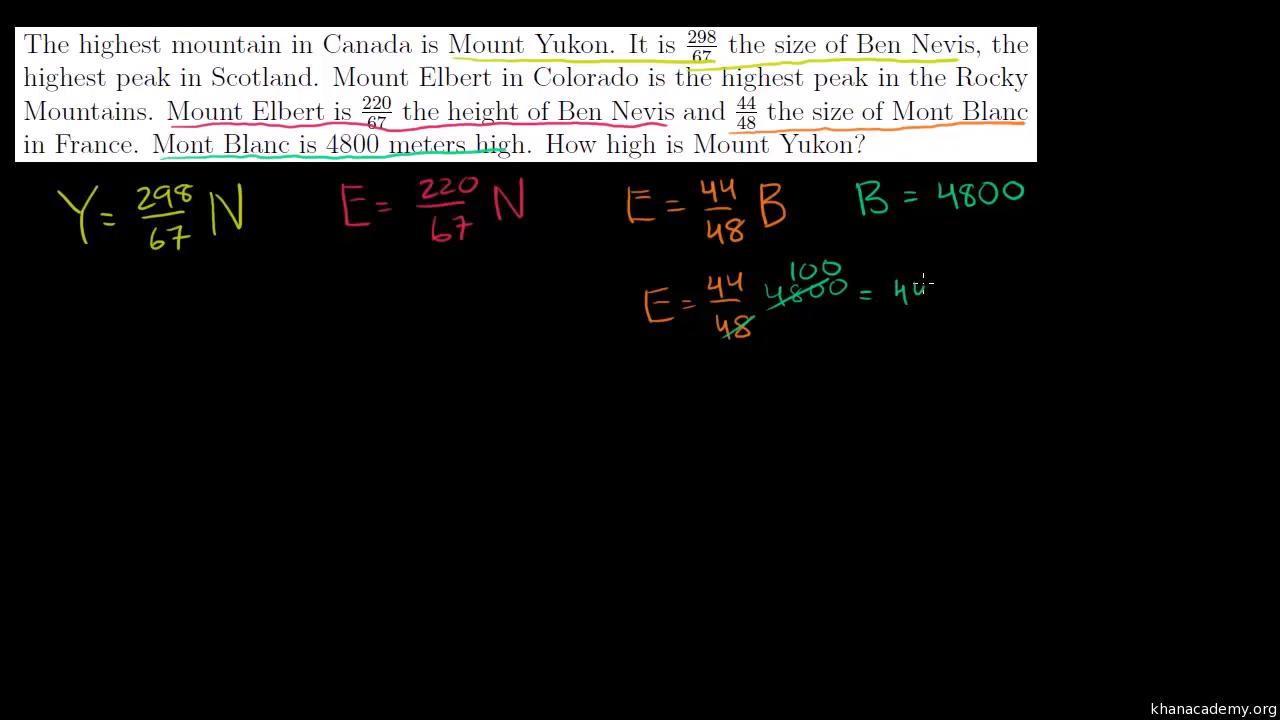 The highest mountain in Canada is Mount Yukon. It is 298/67 the size of Ben Nevis, the
highest peak in Scotland. Mount Elbert in Colorado is the highest peak in the Rocky
Mountains. Mount Elbert is 220/67 the height of Ben Nevis and 44/48 the size of Mont Blanc
in France. Mont Blanc is 4800 meters high. How high is Mount Yukon?
Y = 298/67 N E = 220/67 N E = 44/48 B B = 4800
100
E = 44/48 4800 = 44
khanacademy.org